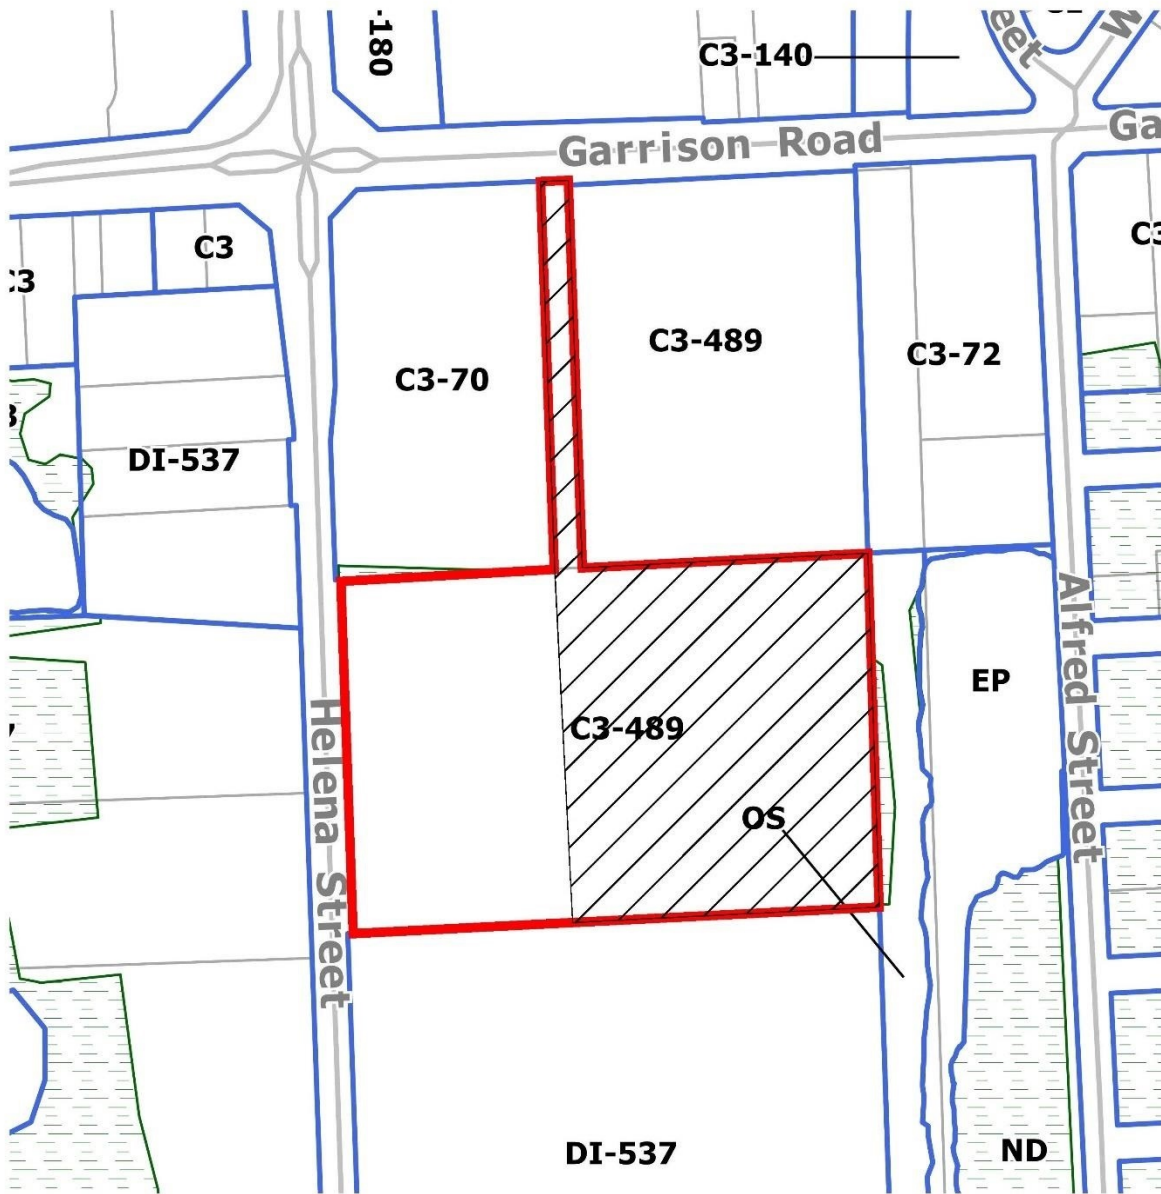 -180
C3-140
Garrison Road
Ga
C3
C3
C3
C3-489
C3-72
C3-70
DI-537
EP
Alfred Street
Helena Street
C3-489
OS
DI-537
ND